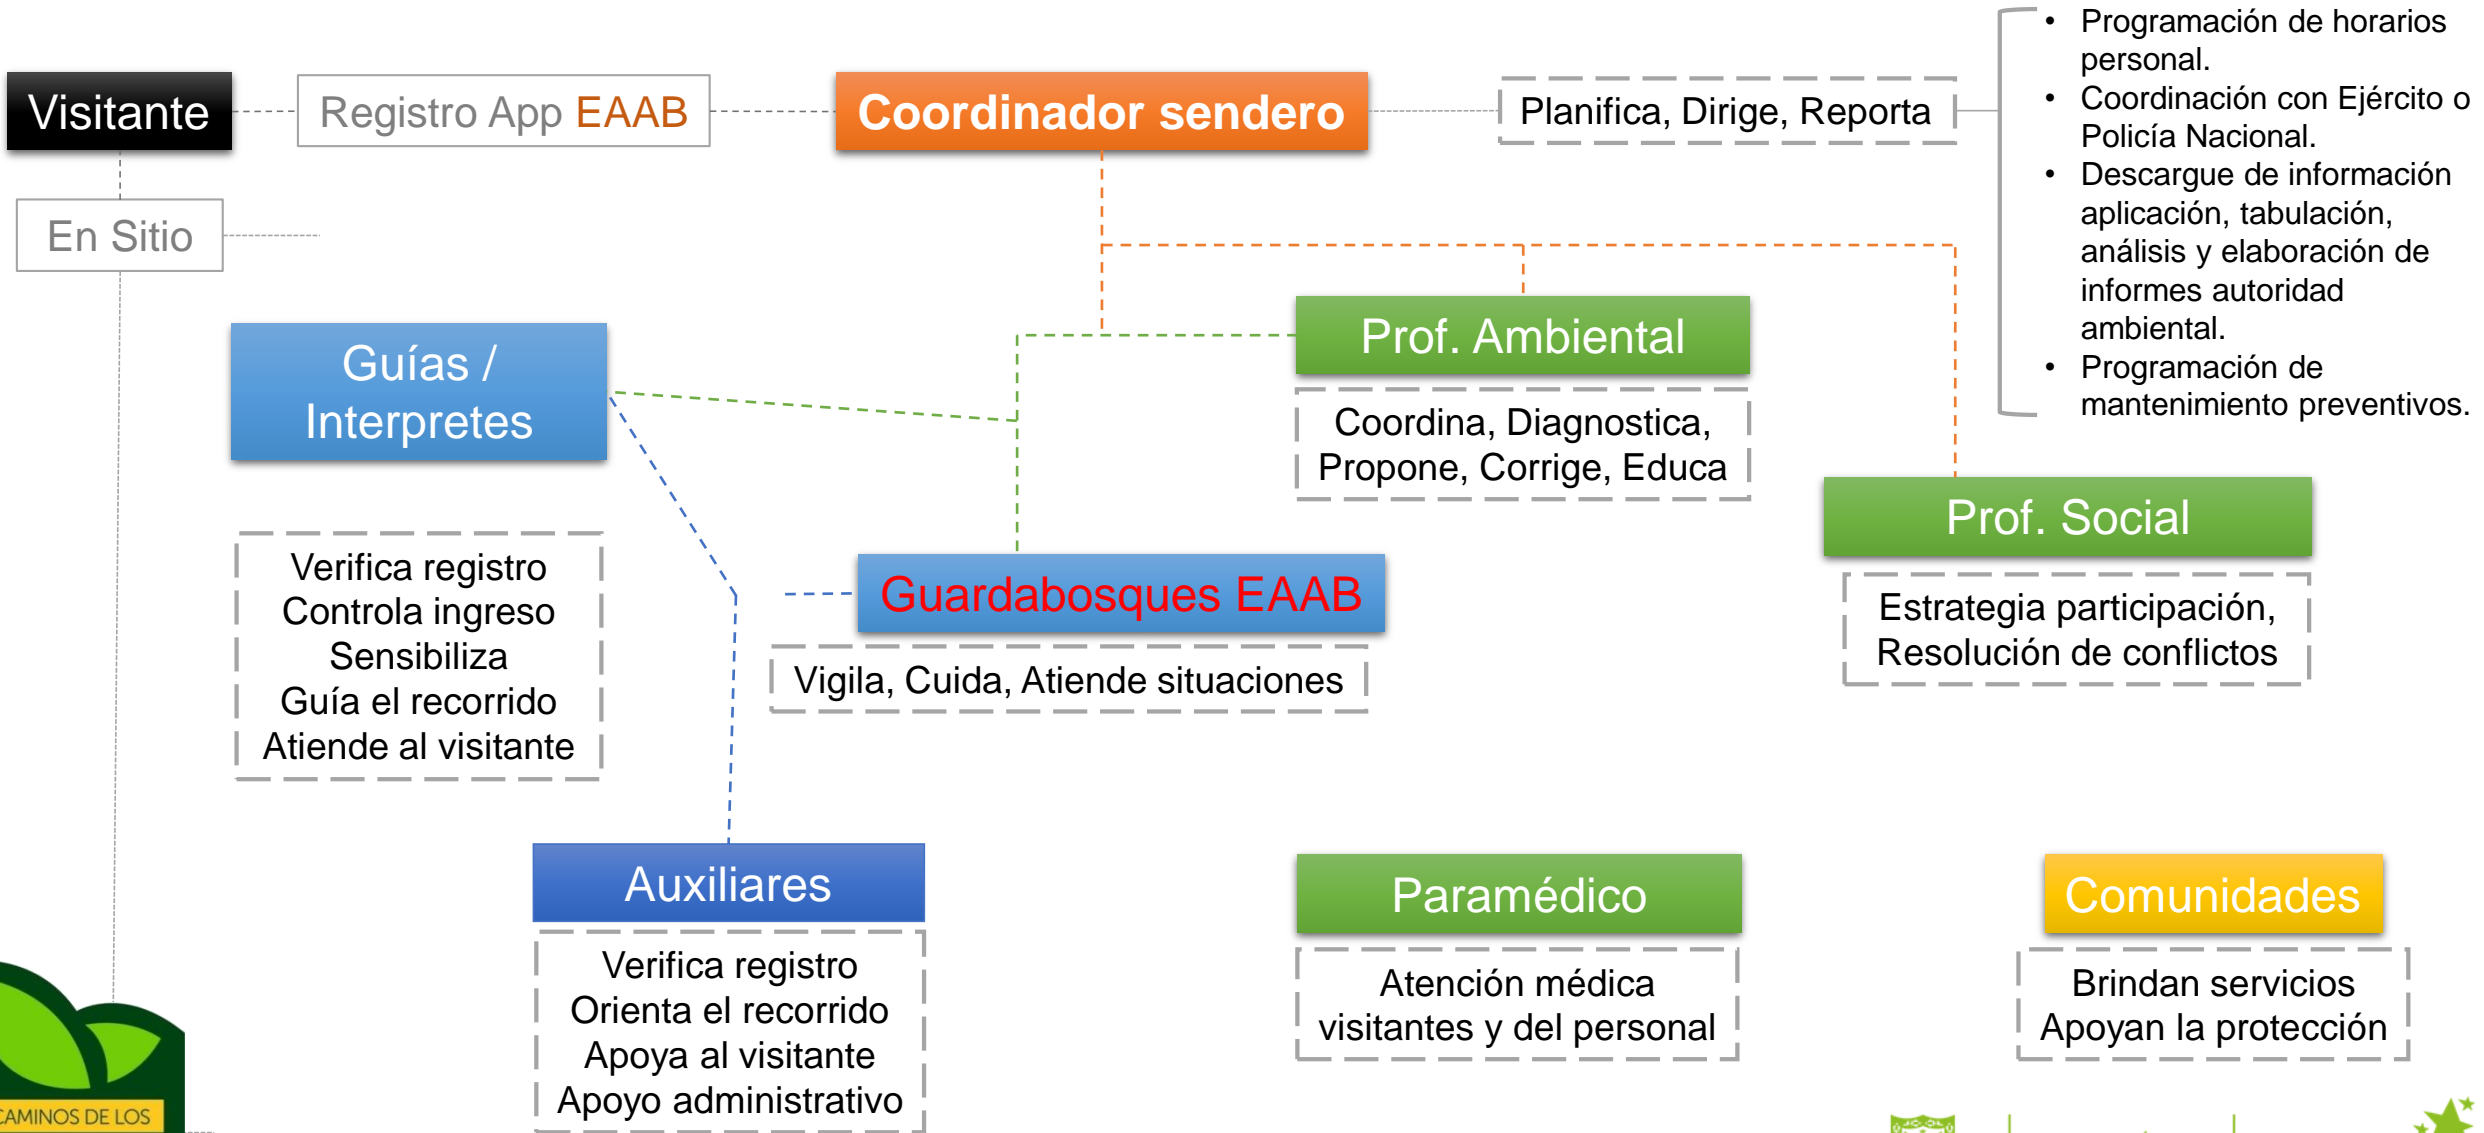 Visitante
Registro App EAAB
Coordinador sendero
Planifica, Dirige, Reporta
• Programación de horarios
personal.
• Coordinación con Ejército o
Policía Nacional.
• Descargue de información
aplicación, tabulación,
análisis y elaboración de
informes autoridad
ambiental.
• Programación de
mantenimiento preventivos.
En Sitio
Guías /
Interpretes
Verifica registro
Controla ingreso
Sensibiliza
Guía el recorrido
Atiende al visitante
Prof. Ambiental
Coordina, Diagnostica,
Propone, Corrige, Educa
Prof. Social
Estrategia participación,
Resolución de conflictos
Guardabosques EAAB
Vigila, Cuida, Atiende situaciones
Auxiliares
Verifica registro
Orienta el recorrido
Apoya al visitante
Apoyo administrativo
Paramédico
Atención médica
visitantes y del personal
Comunidades
Brindan servicios
Apoyan la protección
CAMINOS DE LOS